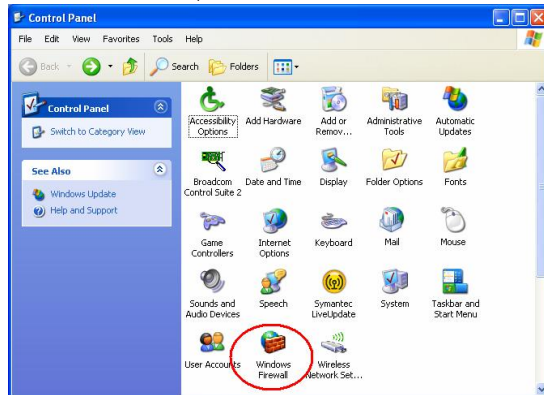 Control Panel
File Edit View Favorites Tools Help
Back Search Folders
Control Panel
Switch to Category View
See Also
Windows Update
Help and Support
Accessibility Options
Add Hardware
Add or Remov...
Administrative Tools
Automatic Updates
Broadcom Control Suite 2
Date and Time
Display
Folder Options
Fonts
Game Controllers
Internet Options
Keyboard
Mail
Mouse
Sounds and Audio Devices
Speech
Symantec LiveUpdate
System
Taskbar and Start Menu
User Accounts
Windows Firewall
Wireless Network Set...